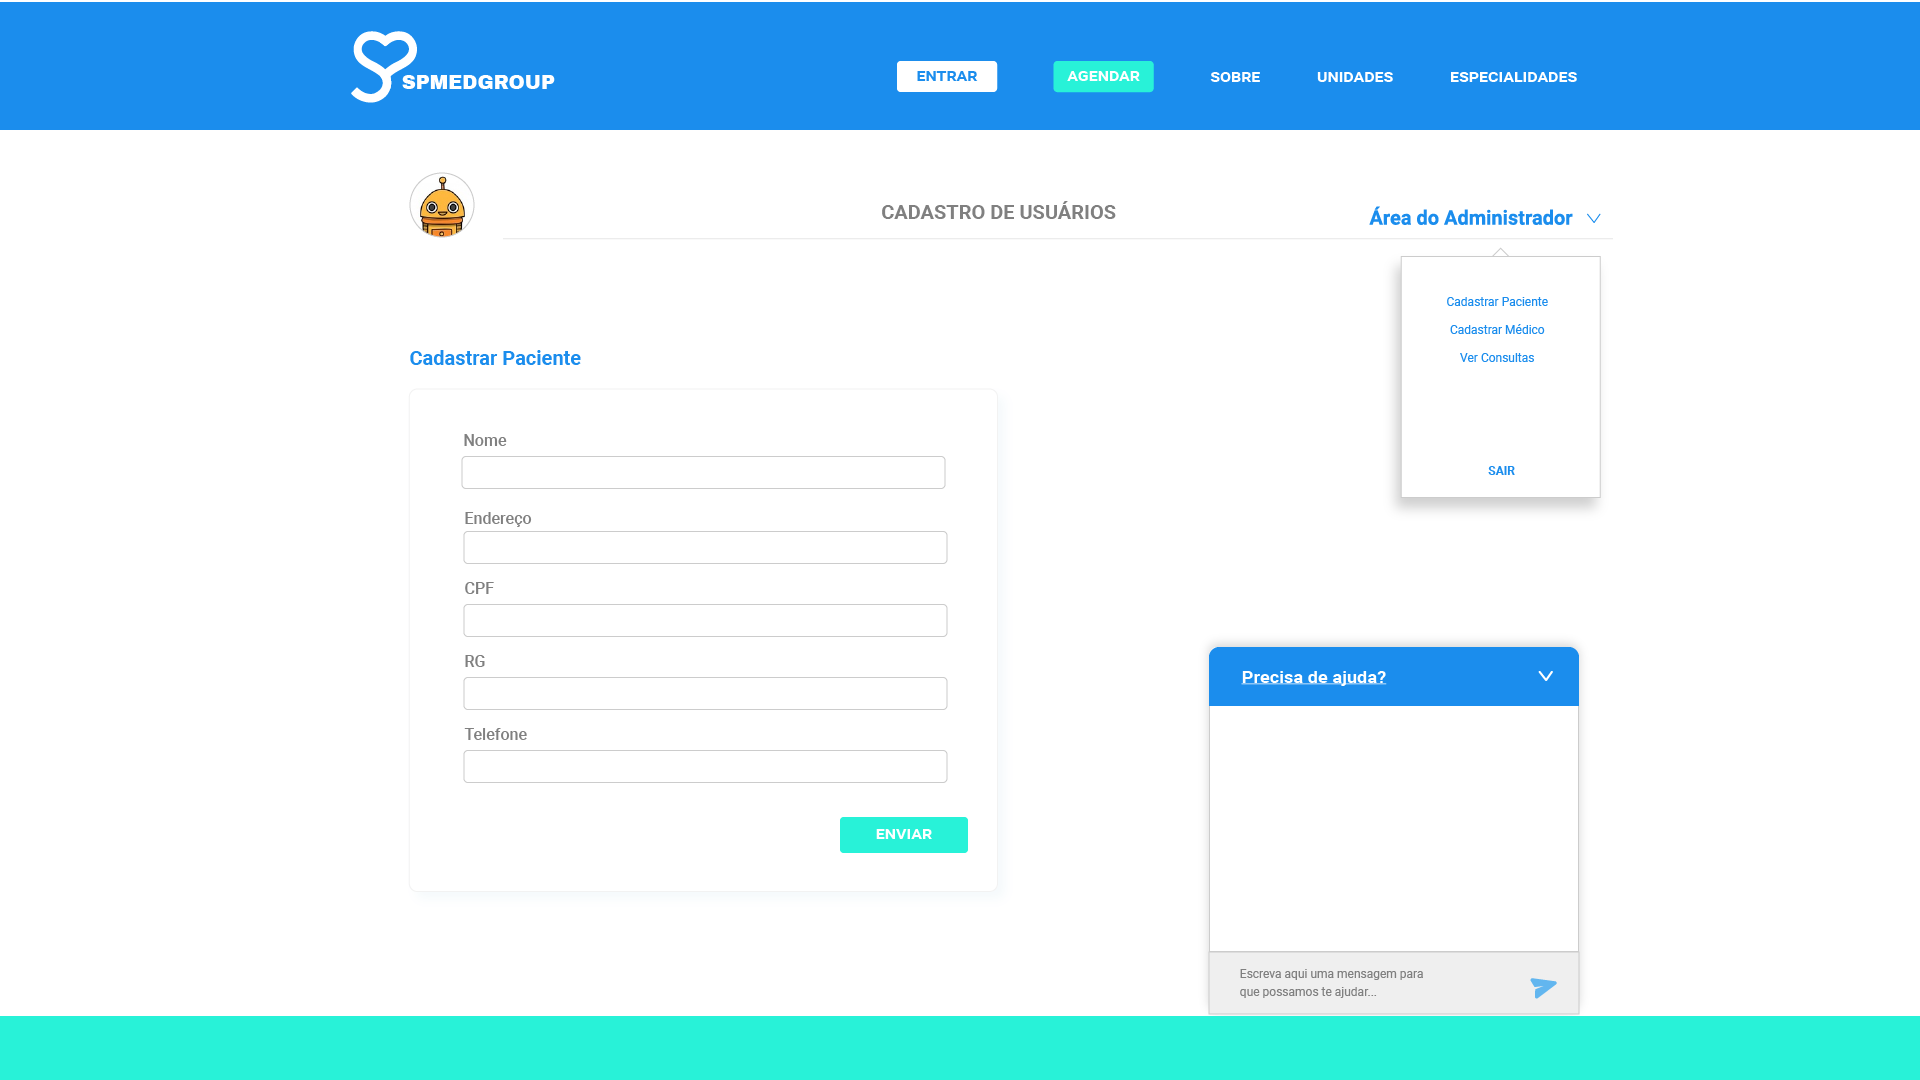 SPMEDGROUP
ENTRAR
AGENDAR
SOBRE
UNIDADES
ESPECIALIDADES
CADASTRO DE USUÁRIOS
Área do Administrador
Cadastrar Paciente
Cadastrar Médico
Ver Consultas
SAIR
Cadastrar Paciente
Nome
Endereço
CPF
RG
Telefone
ENVIAR
Precisa de ajuda?
Escreva aqui uma mensagem para
que possamos te ajudar...